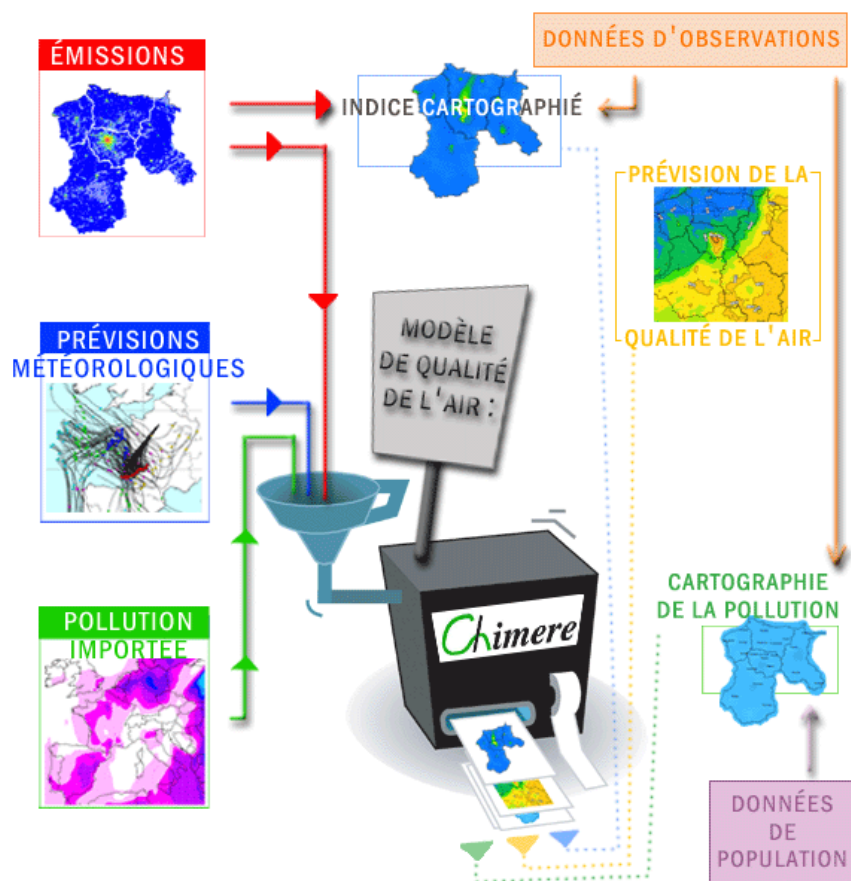 ÉMISSIONS
DONNÉES D'OBSERVATIONS
INDICE CARTOGRAPHIÉ
PRÉVISION DE LA
QUALITÉ DE L'AIR
PRÉVISIONS
MÉTÉOROLOGIQUES
MODÈLE
DE QUALITÉ
DE L'AIR :
POLLUTION
IMPORTEE
Chimere
CARTOGRAPHIE
DE LA POLLUTION
DONNÉES
DE
POPULATION